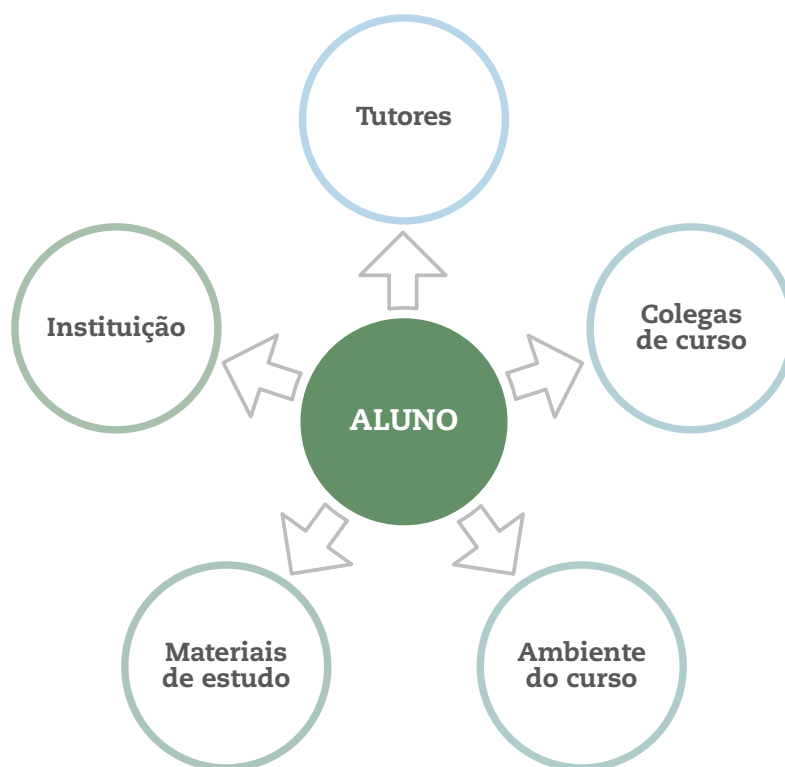 Tutores
Instituição
Colegas
de curso
ALUNO
Materiais
de estudo
Ambiente
do curso